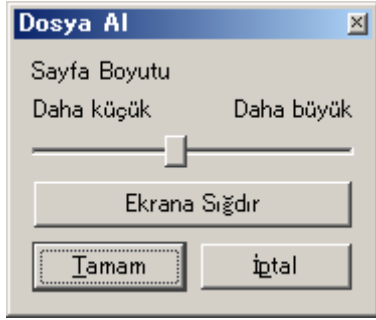 Dosya Al
Sayfa Boyutu
Daha küçük Daha büyük
Ekrana Sığdır
Tamam İptal